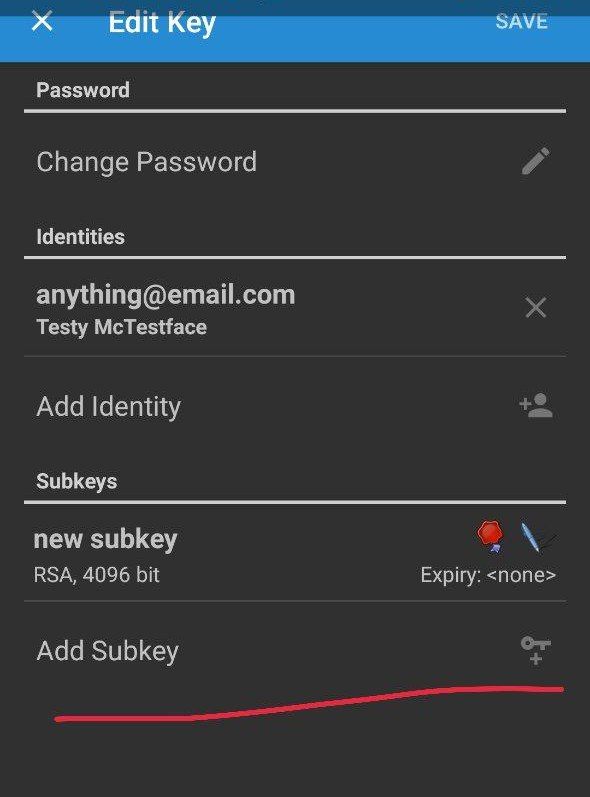 Edit Key
SAVE
Password
Change Password
Identities
anything@email.com
Testy McTestface
Add Identity
Subkeys
new subkey
RSA, 4096 bit
Expiry: <none>
Add Subkey